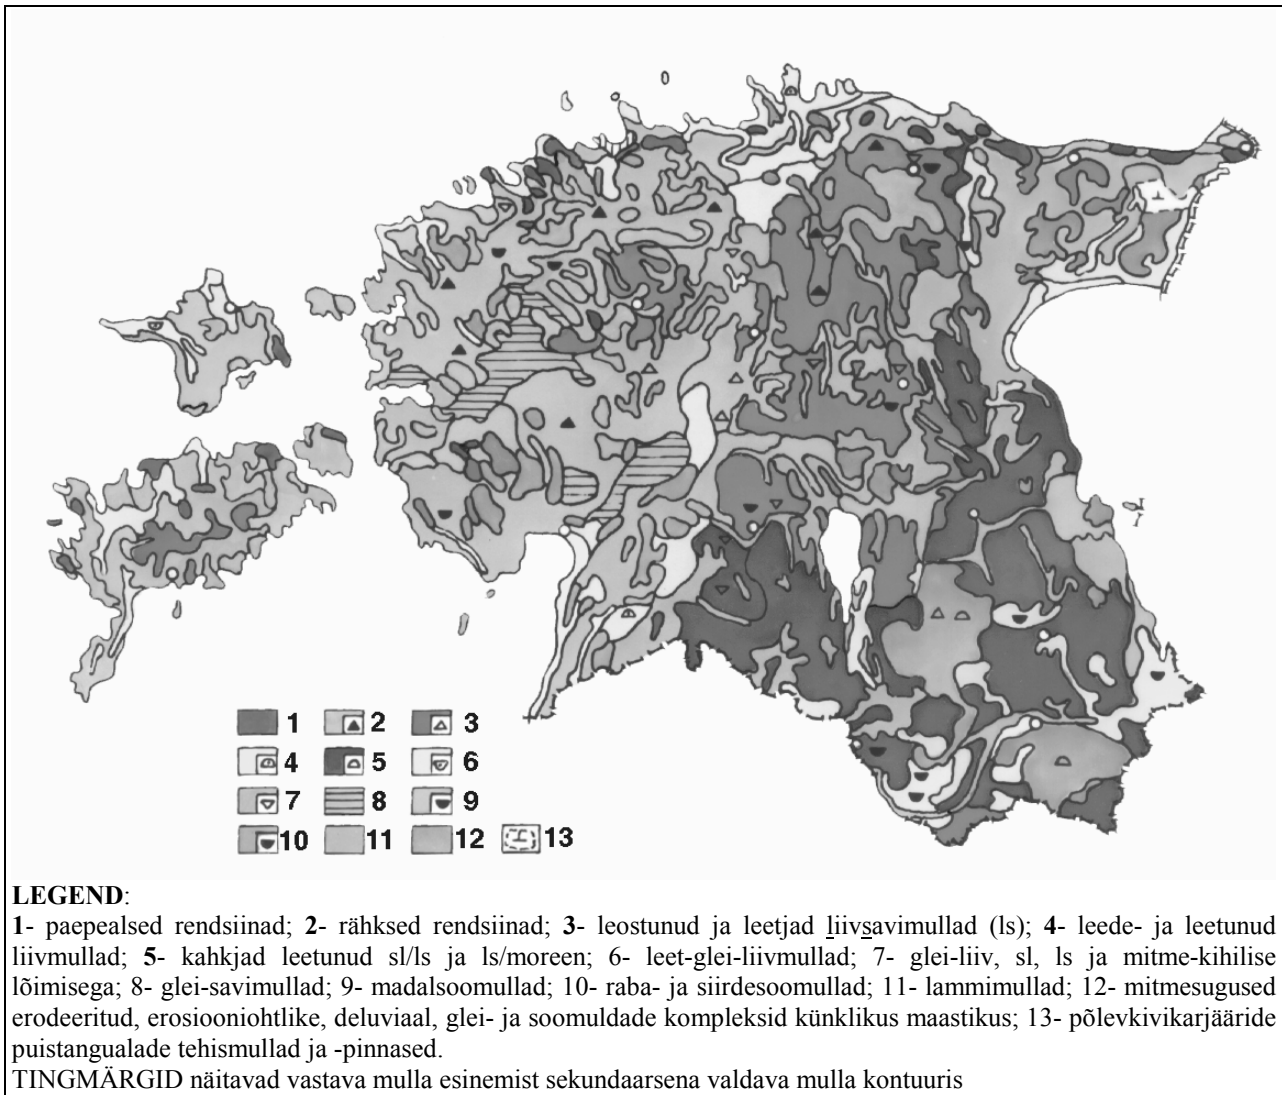 1 2 3
4 5 6
7 8 9
10 11 12 13
LEGEND:
1- paepealsed rendsiinad; 2- rähksed rendsiinad; 3- leostunud ja leetjad liivsavimullad (ls); 4- leede- ja leetunud
liivmullad; 5- kahkjad leetunud sl/ls ja ls/moreen; 6- leet-glei-liivmullad; 7- glei-liiv, sl, ls ja mitme-kihilise
lõimisega; 8- glei-savimullad; 9- madalsoomullad; 10- raba- ja siirdesoomullad; 11- lammimullad; 12- mitmesugused
erodeeritud, erosiooniohtlike, deluviaal, glei- ja soomuldade kompleksid künklikus maastikus; 13- põlevkivikarjääride
puistangualade tehismullad ja -pinnased.
TINGMÄRGID näitavad vastava mulla esinemist sekundaarsena valdava mulla kontuuris